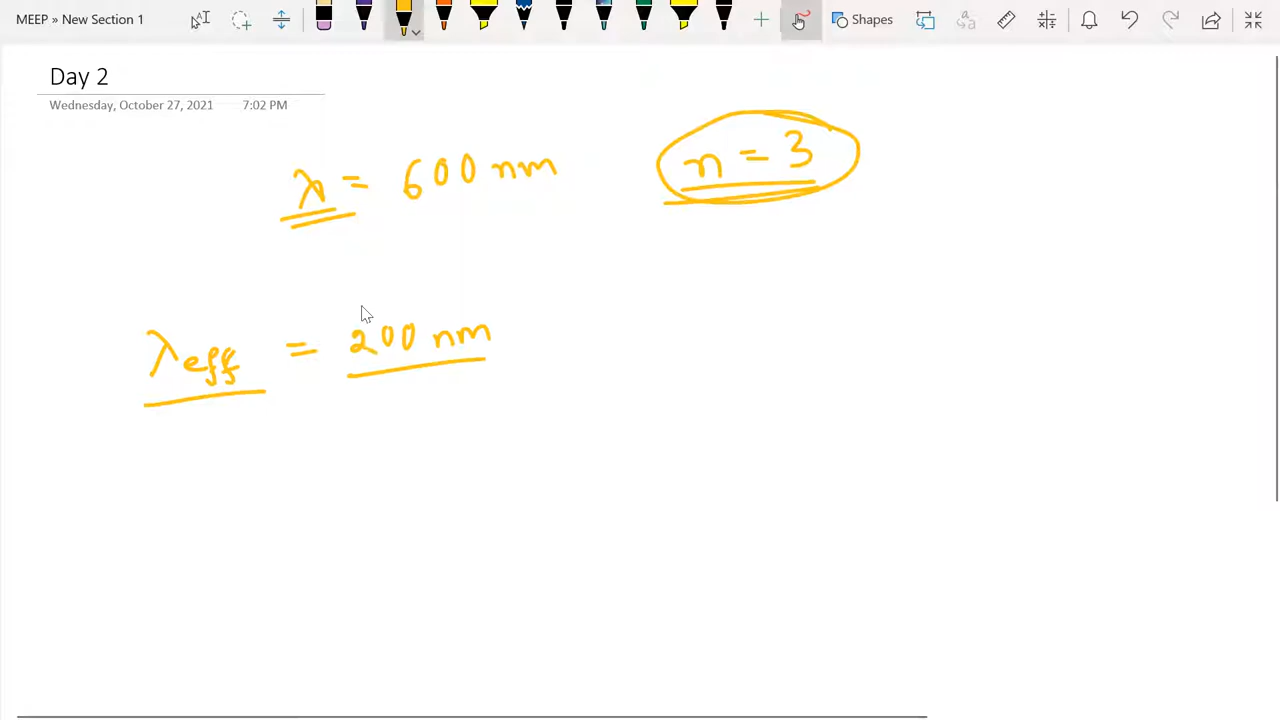 MEEP » New Section 1
Shapes
Day 2
Wednesday, October 27, 2021 7:02 PM
λ = 600 nm
n = 3
λeff = 200 nm